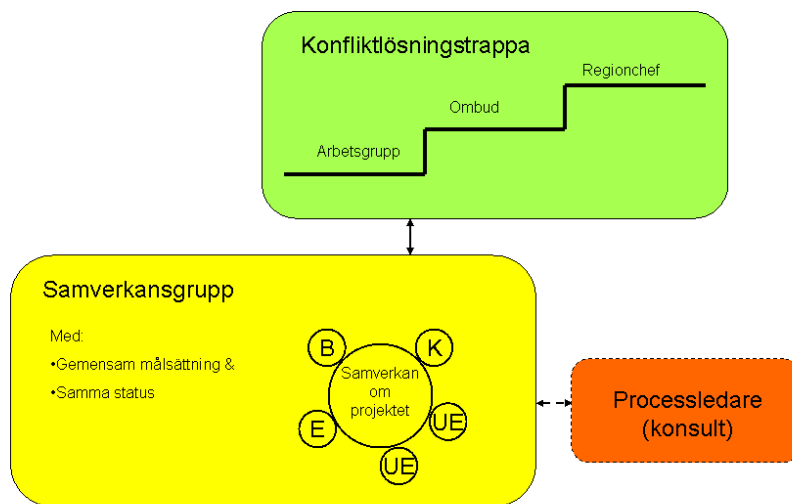 Konfliktlösningstrappa
Regionchef
Ombud
Arbetsgrupp
Samverkansgrupp
Med:
•Gemensam målsättning &
•Samma status
B
K
Samverkan
om
projektet
E
UE
UE
Processledare
(konsult)